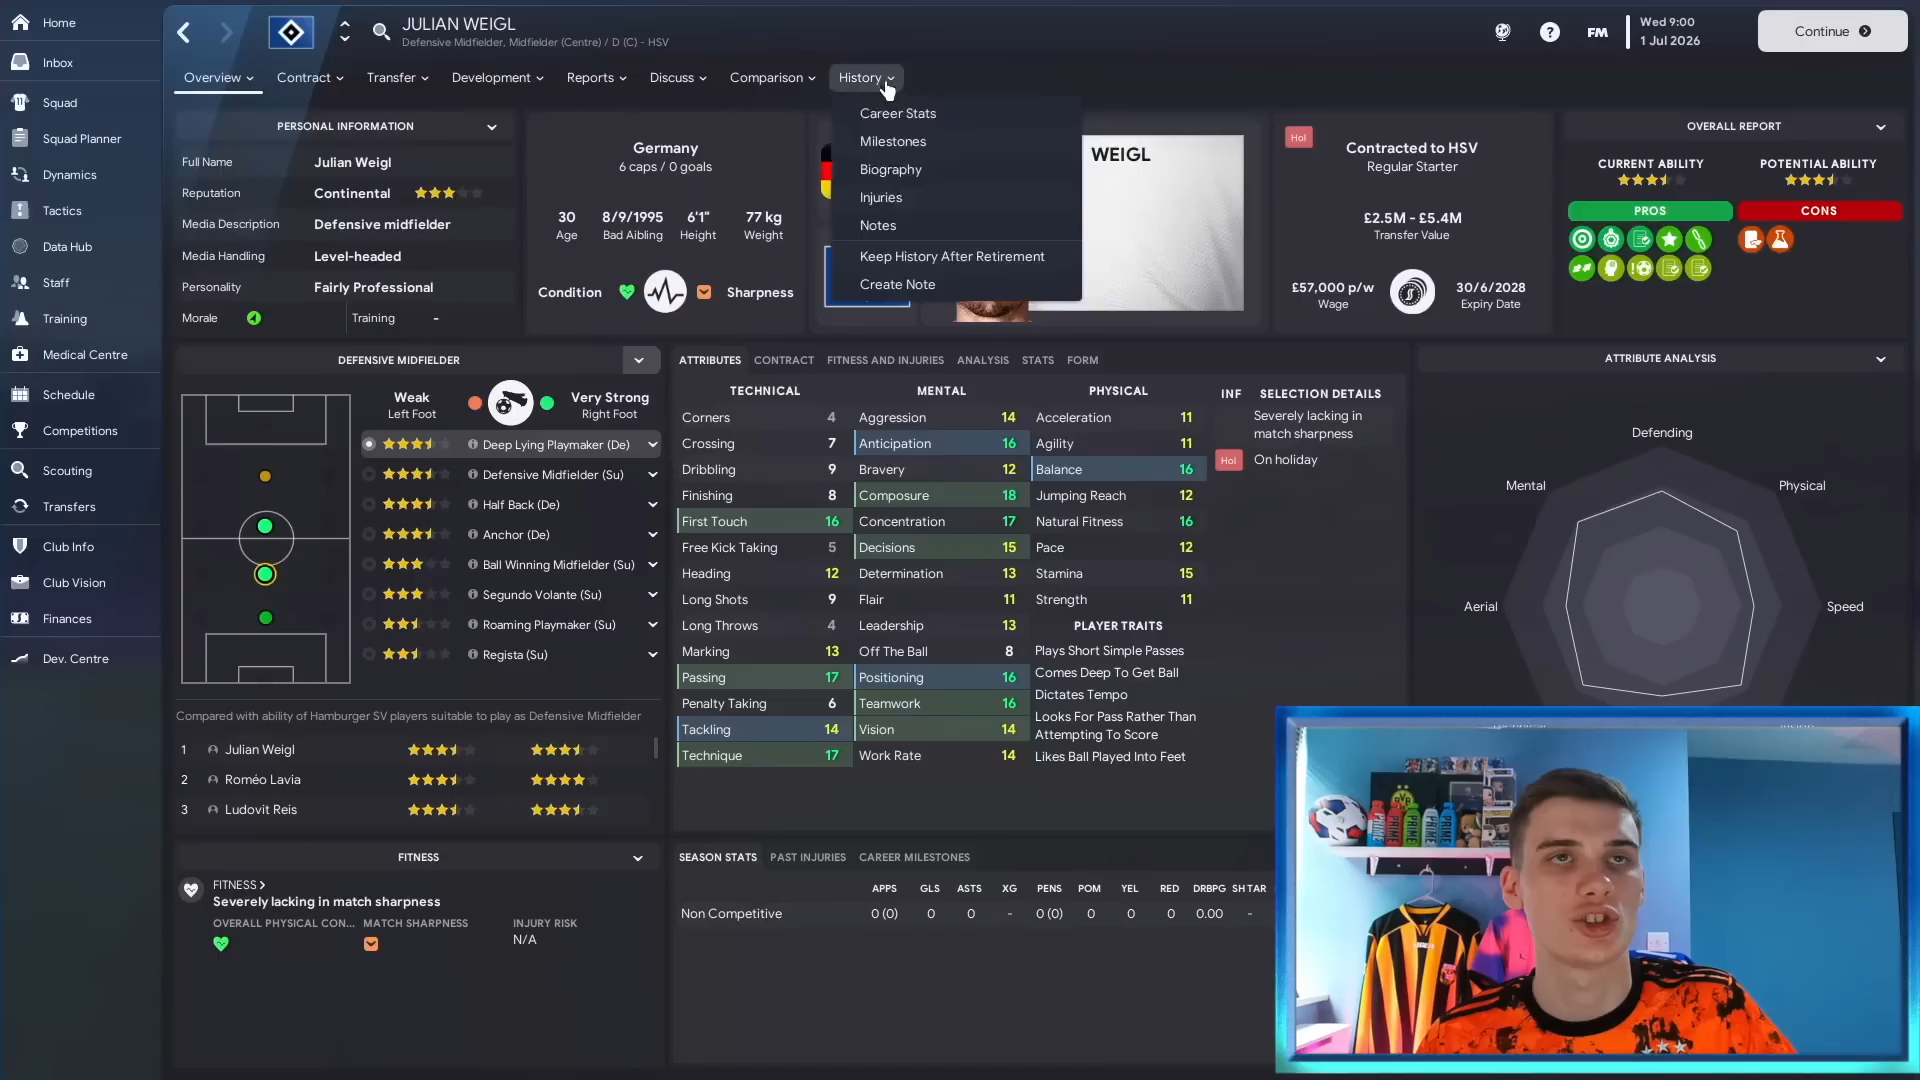 Home
Inbox
Squad
Squad Planner
Dynamics
Tactics
Data Hub
Staff
Training
Medical Centre
Schedule
Competitions
Scouting
Transfers
Club Info
Club Vision
Finances
Dev. Centre
JULIAN WEIGL
Defensive Midfielder, Midfielder (Centre) / D (C) - HSV
FM
Wed 9:00
1 Jul 2026
Continue
Overview
Contract
Transfer
Development
Reports
Discuss
Comparison
History
Career Stats
Milestones
Biography
Injuries
Notes
Keep History After Retirement
Create Note
PERSONAL INFORMATION
Full Name Julian Weigl
Reputation Continental
Media Description Defensive midfielder
Media Handling Level-headed
Personality Fairly Professional
Morale
Training -
Germany
6 caps / 0 goals
30 8/9/1995 6'1" 77 kg
Age Bad Aibling Height Weight
Condition Sharpness
WEIGL
Hol
Contracted to HSV
Regular Starter
£2.5M - £5.4M
Transfer Value
£57,000 p/w
Wage
30/6/2028
Expiry Date
OVERALL REPORT
CURRENT ABILITY POTENTIAL ABILITY
PROS CONS
DEFENSIVE MIDFIELDER
Weak
Left Foot
Very Strong
Right Foot
Deep Lying Playmaker (De)
Defensive Midfielder (Su)
Half Back (De)
Anchor (De)
Ball Winning Midfielder (Su)
Segundo Volante (Su)
Roaming Playmaker (Su)
Regista (Su)
Compared with ability of Hamburger SV players suitable to play as Defensive Midfielder
1 Julian Weigl
2 Roméo Lavia
3 Ludovit Reis
FITNESS
FITNESS
Severely lacking in match sharpness
OVERALL PHYSICAL CON... MATCH SHARPNESS INJURY RISK
N/A
ATTRIBUTES CONTRACT FITNESS AND INJURIES ANALYSIS STATS FORM
TECHNICAL
Corners 4
Crossing 7
Dribbling 9
Finishing 8
First Touch 16
Free Kick Taking 5
Heading 12
Long Shots 9
Long Throws 4
Marking 13
Passing 17
Penalty Taking 6
Tackling 14
Technique 17
MENTAL
Aggression 14
Anticipation 16
Bravery 12
Composure 18
Concentration 17
Decisions 15
Determination 13
Flair 11
Leadership 13
Off The Ball 8
Positioning 16
Teamwork 16
Vision 14
Work Rate 14
PHYSICAL
Acceleration 11
Agility 11
Balance 16
Jumping Reach 12
Natural Fitness 16
Pace 12
Stamina 15
Strength 11
PLAYER TRAITS
Plays Short Simple Passes
Comes Deep To Get Ball
Dictates Tempo
Looks For Pass Rather Than
Attempting To Score
Likes Ball Played Into Feet
INF SELECTION DETAILS
Severely lacking in
match sharpness
Hol On holiday
ATTRIBUTE ANALYSIS
Defending
Mental
Physical
Aerial
Speed
SEASON STATS PAST INJURIES CAREER MILESTONES
APPS GLS ASTS XG PENS POM YEL RED DRBPG SH TAR
Non Competitive 0 (0) 0 0 - 0 (0) 0 0 0 0.00 -
BVB
PRIME
PRIME
PRIME
PRIME
PRIME